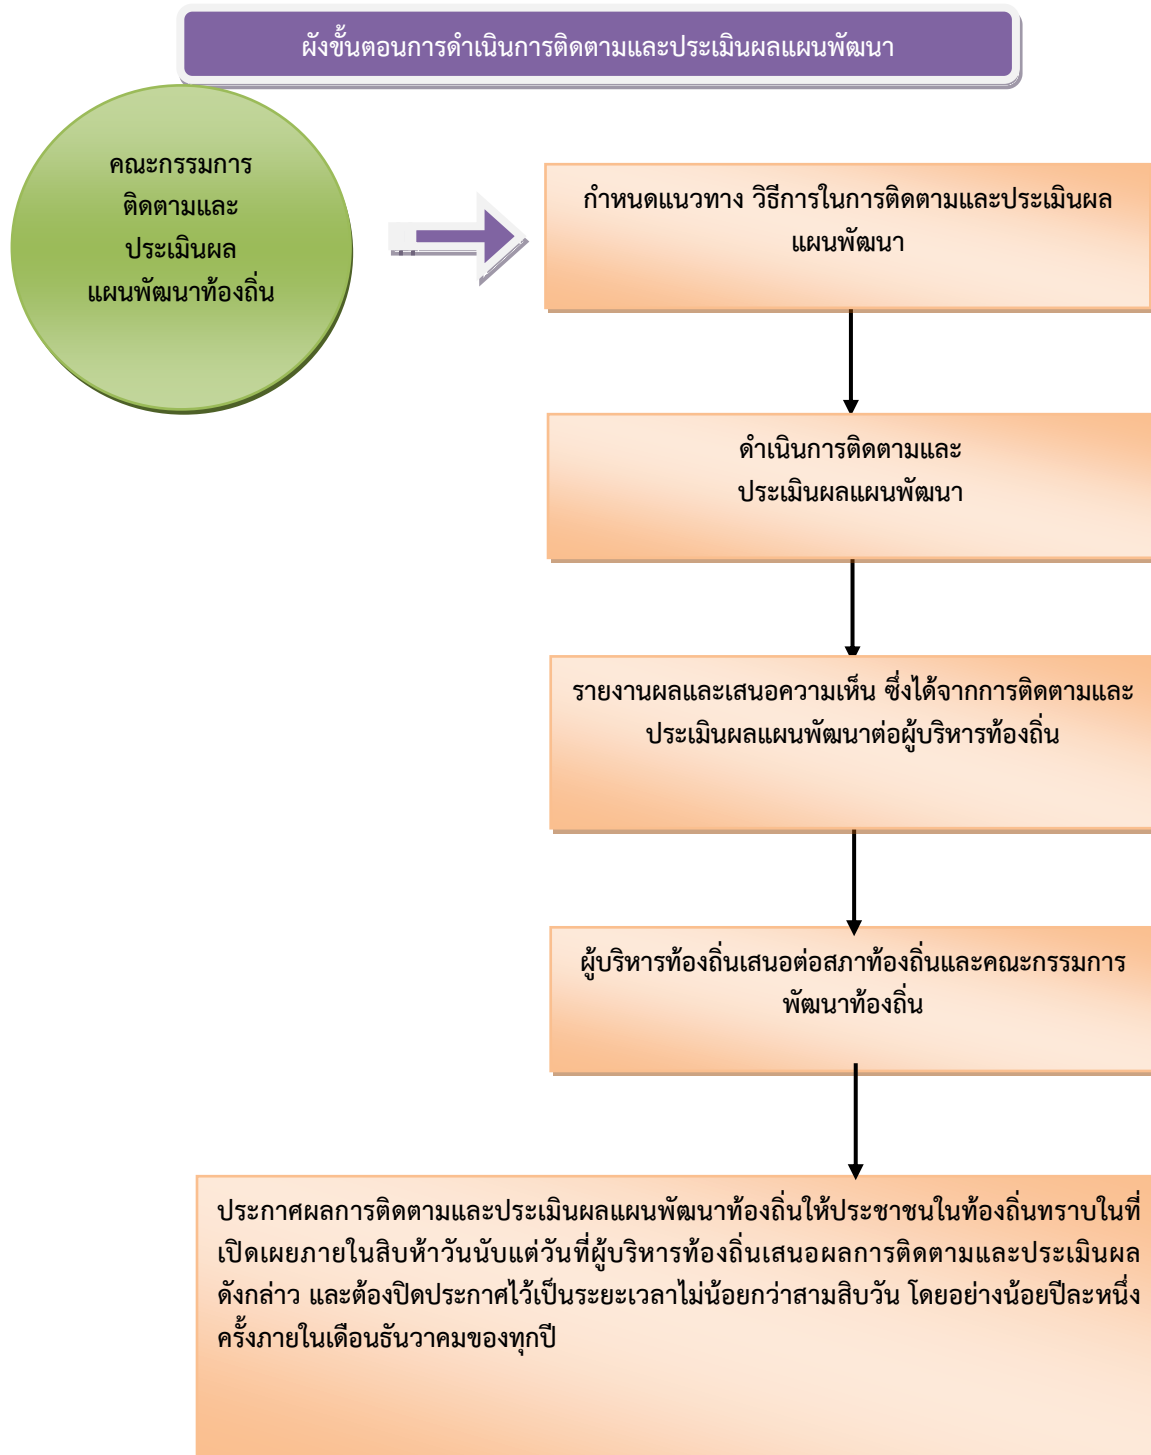 ผังขั้นตอนการดำเนินการติดตามและประเมินผลแผนพัฒนา
คณะกรรมการ
ติดตามและ
ประเมินผล
แผนพัฒนาท้องถิ่น
กำหนดแนวทาง วิธีการในการติดตามและประเมินผล
แผนพัฒนา
ดำเนินการติดตามและ
ประเมินผลแผนพัฒนา
รายงานผลและเสนอความเห็น ซึ่งได้จากการติดตามและ
ประเมินผลแผนพัฒนาต่อผู้บริหารท้องถิ่น
ผู้บริหารท้องถิ่นเสนอต่อสภาท้องถิ่นและคณะกรรมการ
พัฒนาท้องถิ่น
ประกาศผลการติดตามและประเมินผลแผนพัฒนาท้องถิ่นให้ประชาชนในท้องถิ่นทราบในที่
เปิดเผยภายในสิบห้าวันนับแต่วันที่ผู้บริหารท้องถิ่นเสนอผลการติดตามและประเมินผล
ดังกล่าว และต้องปิดประกาศไว้เป็นระยะเวลาไม่น้อยกว่าสามสิบวัน โดยอย่างน้อยปีละหนึ่ง
ครั้งภายในเดือนธันวาคมของทุกปี